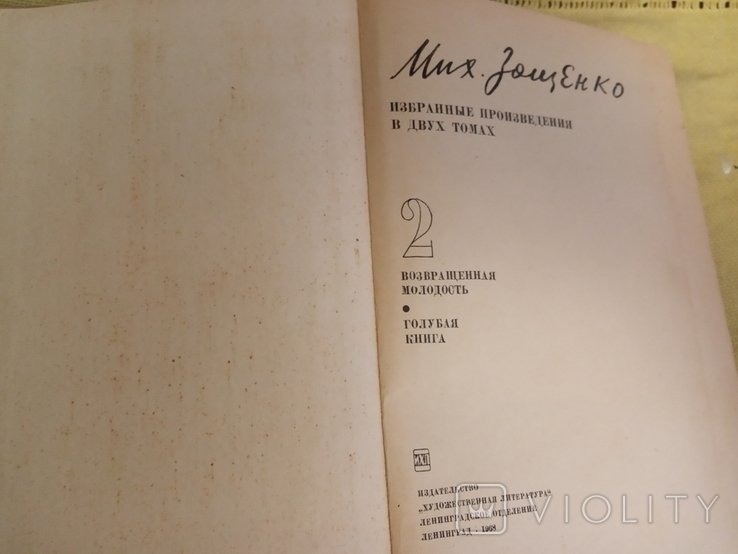 Мих. Зощенко
ИЗБРАННЫЕ ПРОИЗВЕДЕНИЯ
В ДВУХ ТОМАХ
2
ВОЗВРАЩЕННАЯ
МОЛОДОСТЬ
•
ГОЛУБАЯ
КНИГА
ИХЛ
ИЗДАТЕЛЬСТВО
„ХУДОЖЕСТВЕННАЯ ЛИТЕРАТУРА"
ЛЕНИНГРАДСКОЕ ОТДЕЛЕНИЕ
ЛЕНИНГРАД · 1968
VIOLITY